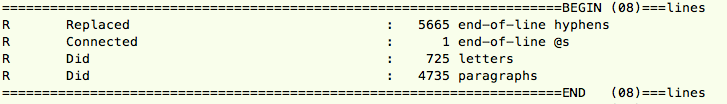 ======================================================================BEGIN (08)===lines
R       Replaced                                :   5665 end-of-line hyphens
R       Connected                               :      1 end-of-line @s
R       Did                                     :    725 letters
R       Did                                     :   4735 paragraphs
======================================================================END   (08)===lines